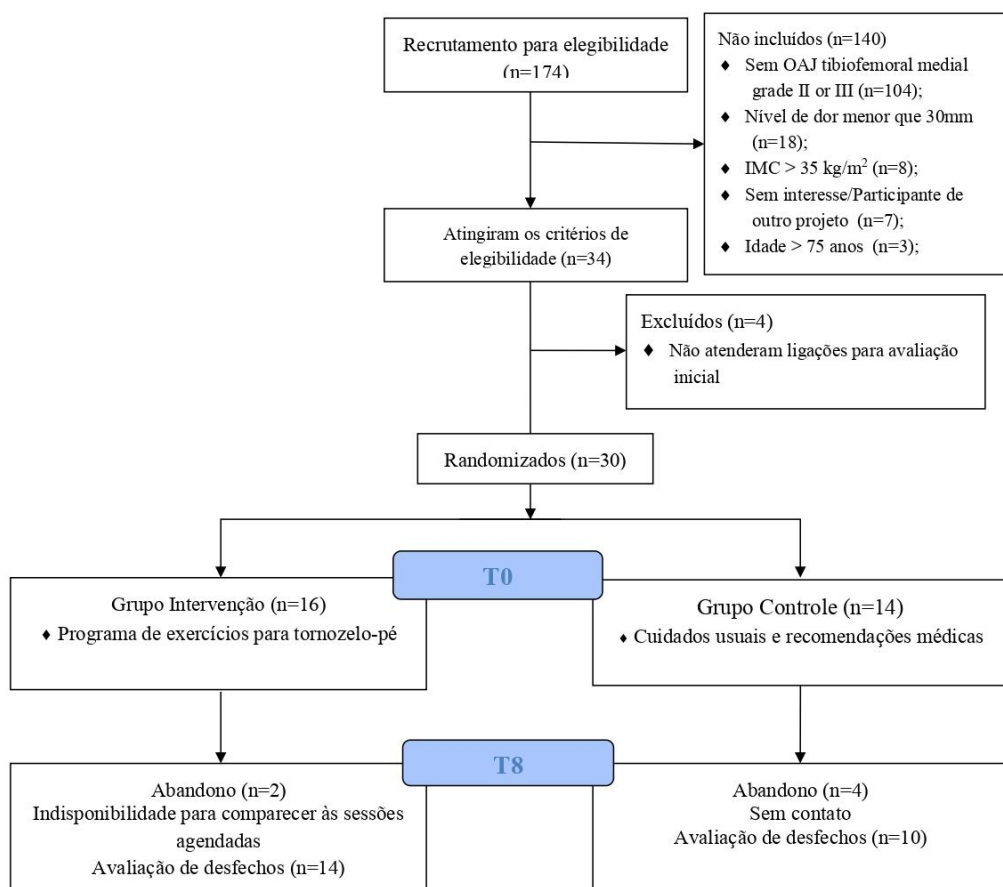 Recrutamento para elegibilidade
(n=174)
Não incluídos (n=140)
♦ Sem OAJ tibiofemoral medial
grade II or III (n=104);
♦ Nível de dor menor que 30mm
(n=18);
♦ IMC > 35 kg/m² (n=8);
♦ Sem interesse/Participante de
outro projeto (n=7);
♦ Idade > 75 anos (n=3);
Atingiram os critérios de
elegibilidade (n=34)
Excluídos (n=4)
♦ Não atenderam ligações para avaliação
inicial
Randomizados (n=30)
T0
Grupo Intervenção (n=16)
♦ Programa de exercícios para tornozelo-pé
Grupo Controle (n=14)
♦ Cuidados usuais e recomendações médicas
T8
Abandono (n=2)
Indisponibilidade para comparecer às sessões
agendadas
Avaliação de desfechos (n=14)
Abandono (n=4)
Sem contato
Avaliação de desfechos (n=10)